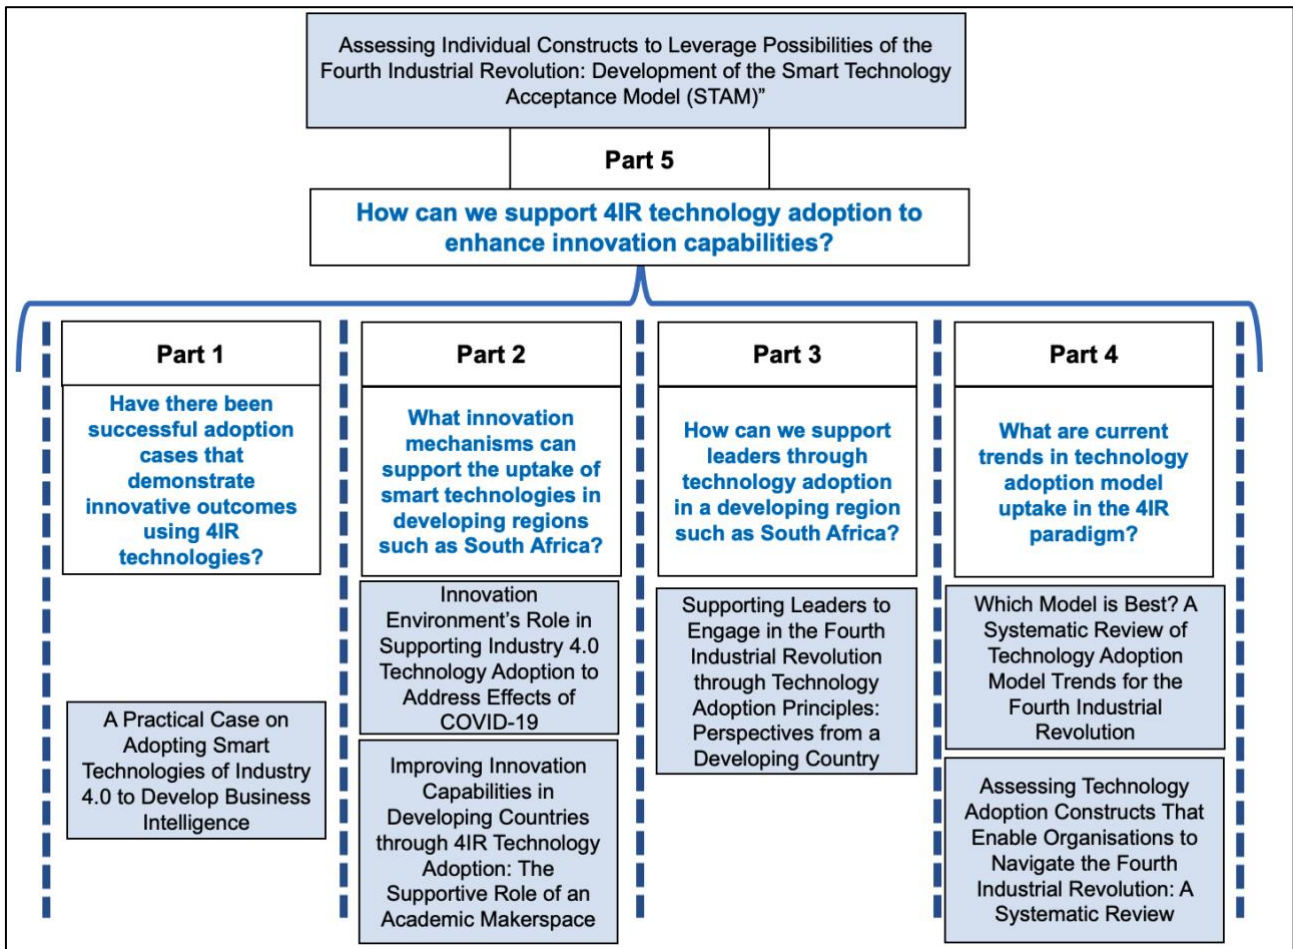 Assessing Individual Constructs to Leverage Possibilities of the
Fourth Industrial Revolution: Development of the Smart Technology
Acceptance Model (STAM)”
Part 5
How can we support 4IR technology adoption to
enhance innovation capabilities?
Part 1
Have there been
successful adoption
cases that
demonstrate
innovative outcomes
using 4IR
technologies?
A Practical Case on
Adopting Smart
Technologies of Industry
4.0 to Develop Business
Intelligence
Part 2
What innovation
mechanisms can
support the uptake of
smart technologies in
developing regions
such as South Africa?
Innovation
Environment’s Role in
Supporting Industry 4.0
Technology Adoption to
Address Effects of
COVID-19
Improving Innovation
Capabilities in
Developing Countries
through 4IR Technology
Adoption: The
Supportive Role of an
Academic Makerspace
Part 3
How can we support
leaders through
technology adoption
in a developing region
such as South Africa?
Supporting Leaders to
Engage in the Fourth
Industrial Revolution
through Technology
Adoption Principles:
Perspectives from a
Developing Country
Part 4
What are current
trends in technology
adoption model
uptake in the 4IR
paradigm?
Which Model is Best? A
Systematic Review of
Technology Adoption
Model Trends for the
Fourth Industrial
Revolution
Assessing Technology
Adoption Constructs That
Enable Organisations to
Navigate the Fourth
Industrial Revolution: A
Systematic Review